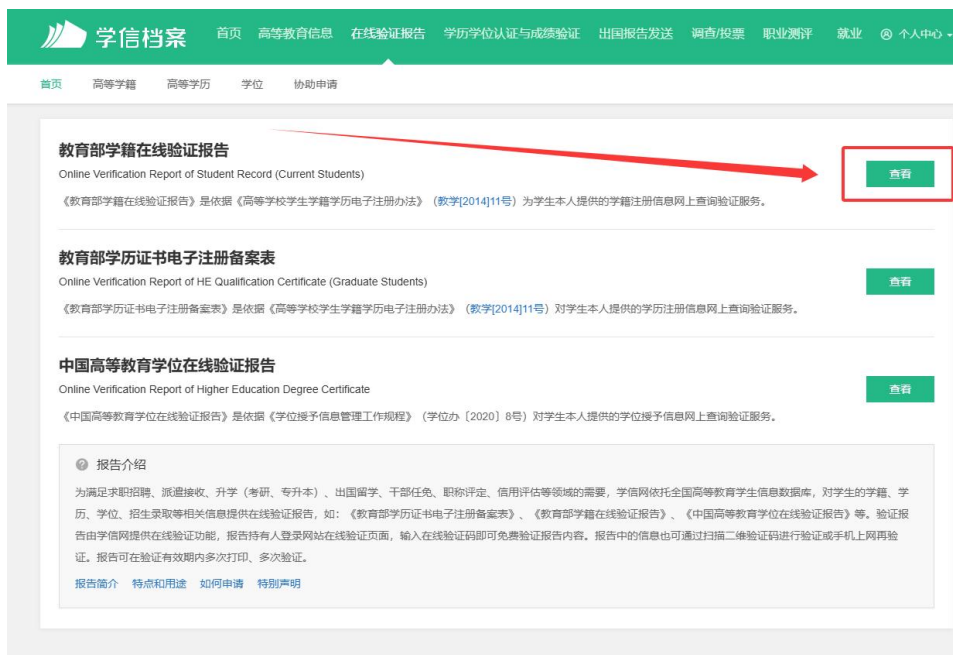 学信档案 首页 高等教育信息 在线验证报告 学历学位认证与成绩验证 出国报告发送 调查/投票 职业测评 就业 个人中心
首页 高等学籍 高等学历 学位 协助申请
教育部学籍在线验证报告
Online Verification Report of Student Record (Current Students)
查看
《教育部学籍在线验证报告》是依据《高等学校学生学籍学历电子注册办法》（教学[2014]11号）为学生本人提供的学籍注册信息网上查询验证服务。
教育部学历证书电子注册备案表
Online Verification Report of HE Qualification Certificate (Graduate Students)
查看
《教育部学历证书电子注册备案表》是依据《高等学校学生学籍学历电子注册办法》（教学[2014]11号）对学生本人提供的学历注册信息网上查询验证服务。
中国高等教育学位在线验证报告
Online Verification Report of Higher Education Degree Certificate
查看
《中国高等教育学位在线验证报告》是依据《学位授予信息管理工作规程》（学位办〔2020〕8号）对学生本人提供的学位授予信息网上查询验证服务。
报告介绍
为满足求职招聘、派遣接收、升学（考研、专升本）、出国留学、干部任免、职称评定、信用评估等领域的需要，学信网依托全国高等教育学生信息数据库，对学生的学籍、学
历、学位、招生录取等相关信息提供在线验证报告，如：《教育部学历证书电子注册备案表》、《教育部学籍在线验证报告》、《中国高等教育学位在线验证报告》等。验证报
告由学信网提供在线验证功能，报告持有人登录网站在线验证页面，输入在线验证码即可免费验证报告内容。报告中的信息也可通过扫描二维验证码进行验证或手机上网再验
证。报告可在验证有效期内多次打印、多次验证。
报告简介 特点和用途 如何申请 特别声明